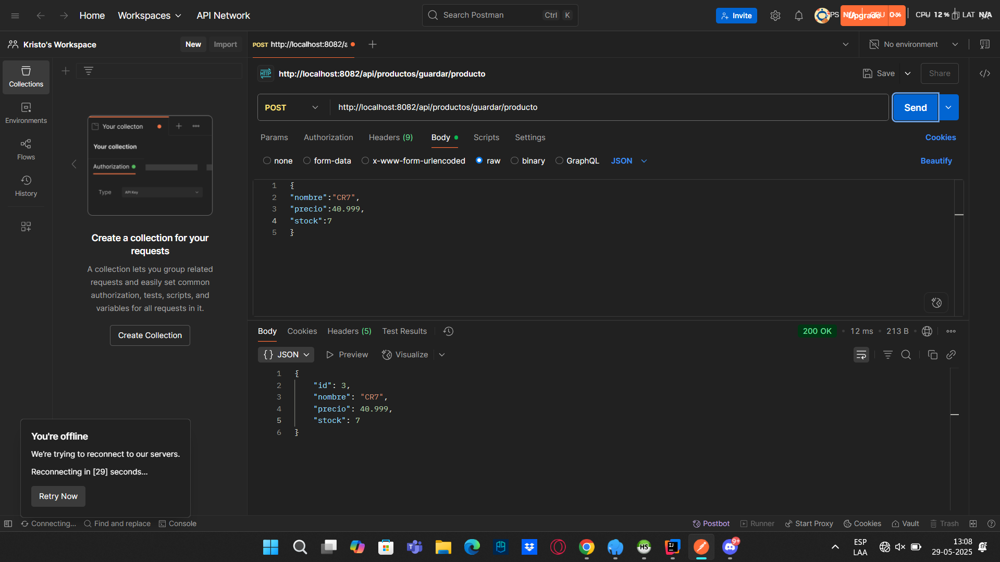 Home Workspaces API Network
Search Postman Ctrl K
Invite
Upgrade
N/A GPU 0% CPU 12% LAT N/A
Kristo's Workspace New Import
POST http://localhost:8082/a
No environment
Collections
Environments
Flows
History
Your collecton
Your collection
Authorization
Type API Key
Create a collection for your
requests
A collection lets you group related
requests and easily set common
authorization, tests, scripts, and
variables for all requests in it.
Create Collection
You're offline
We're trying to reconnect to our servers.
Reconnecting in [29] seconds...
Retry Now
HTTP http://localhost:8082/api/productos/guardar/producto
Save Share
POST http://localhost:8082/api/productos/guardar/producto Send
Params Authorization Headers (9) Body Scripts Settings Cookies
none form-data x-www-form-urlencoded raw binary GraphQL JSON Beautify
1 {
2 "nombre":"CR7",
3 "precio":40.999,
4 "stock":7
5 }
Body Cookies Headers (5) Test Results 200 OK • 12 ms • 213 B
{} JSON Preview Visualize
1 {
2 "id": 3,
3 "nombre": "CR7",
4 "precio": 40.999,
5 "stock": 7
6 }
Connecting... Find and replace Console Postbot Runner Start Proxy Cookies Vault Trash
HS IJ 9+
ESP
LAA
13:08
29-05-2025